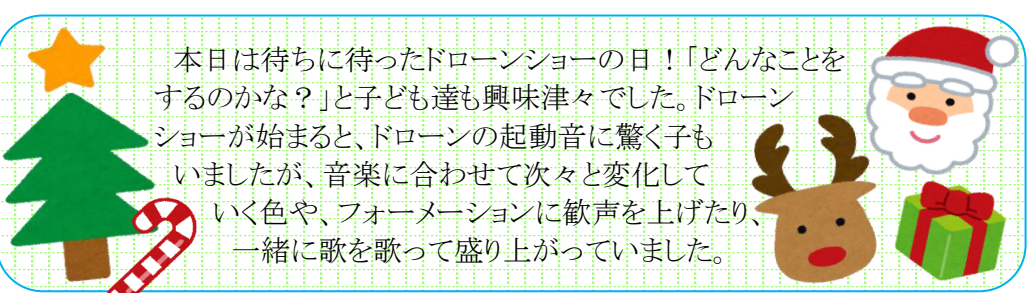 本日は待ちに待ったドローンショーの日!「どんなことを
するのかな?」と子ども達も興味津々でした。ドローン
ショーが始まると、ドローンの起動音に驚く子も
いましたが、音楽に合わせて次々と変化して
いく色や、フォーメーションに歓声を上げたり、
一緒に歌を歌って盛り上がっていました。